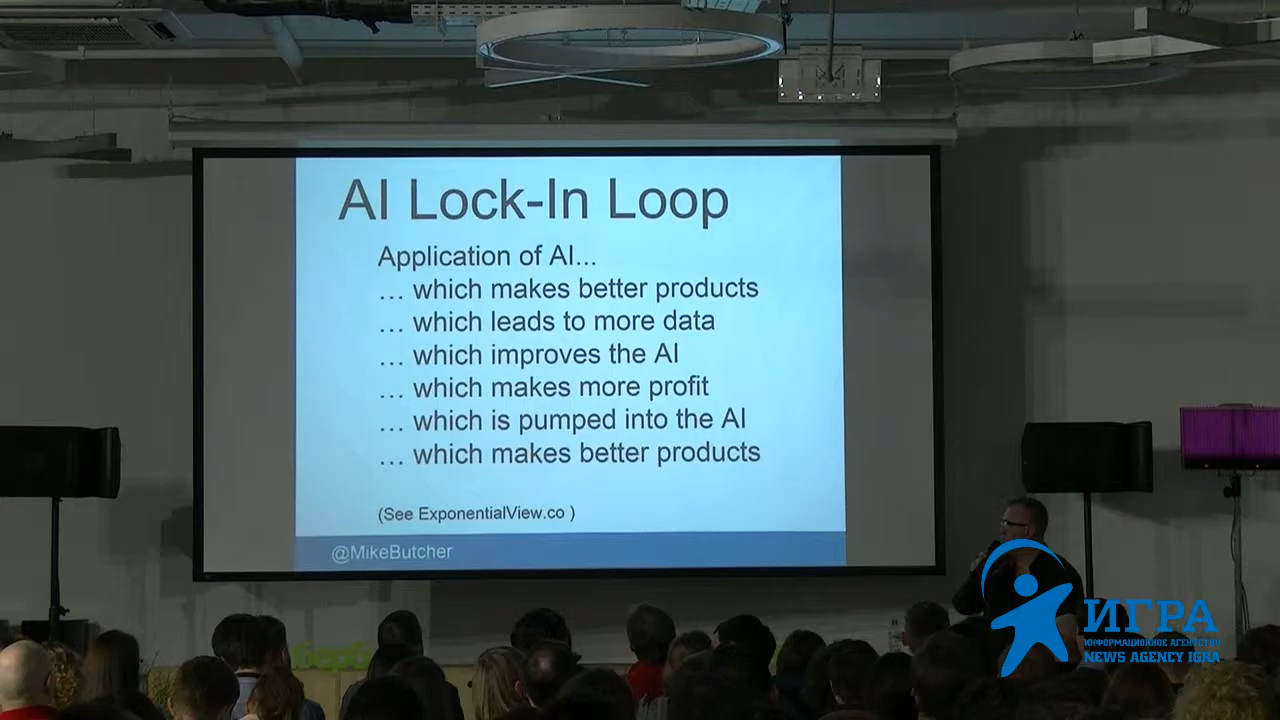 AI Lock-In Loop
Application of AI...
... which makes better products
... which leads to more data
... which improves the AI
... which makes more profit
... which is pumped into the AI
... which makes better products
(See ExponentialView.co )
@MikeButcher
ИГРА
ИНФОРМАЦИОННОЕ АГЕНТСТВО
NEWS AGENCY IGRA